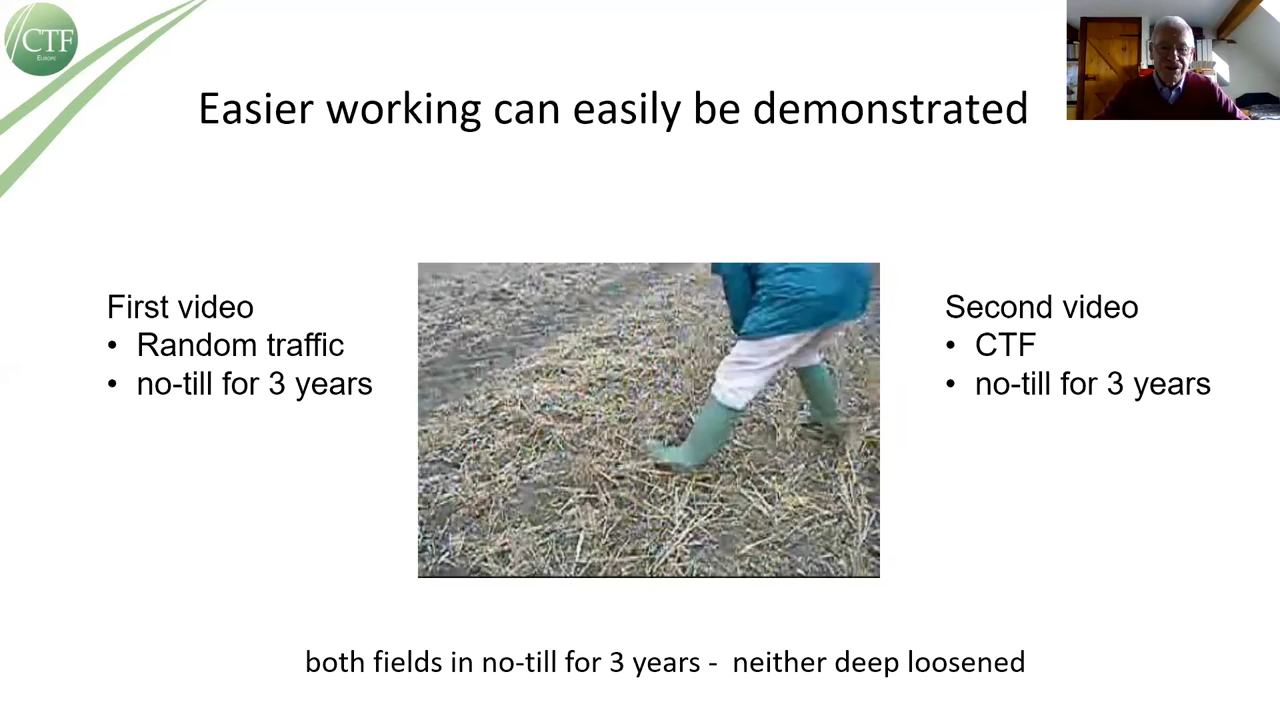 CTF
EUROPE
Easier working can easily be demonstrated
First video
• Random traffic
• no-till for 3 years
Second video
• CTF
• no-till for 3 years
both fields in no-till for 3 years - neither deep loosened